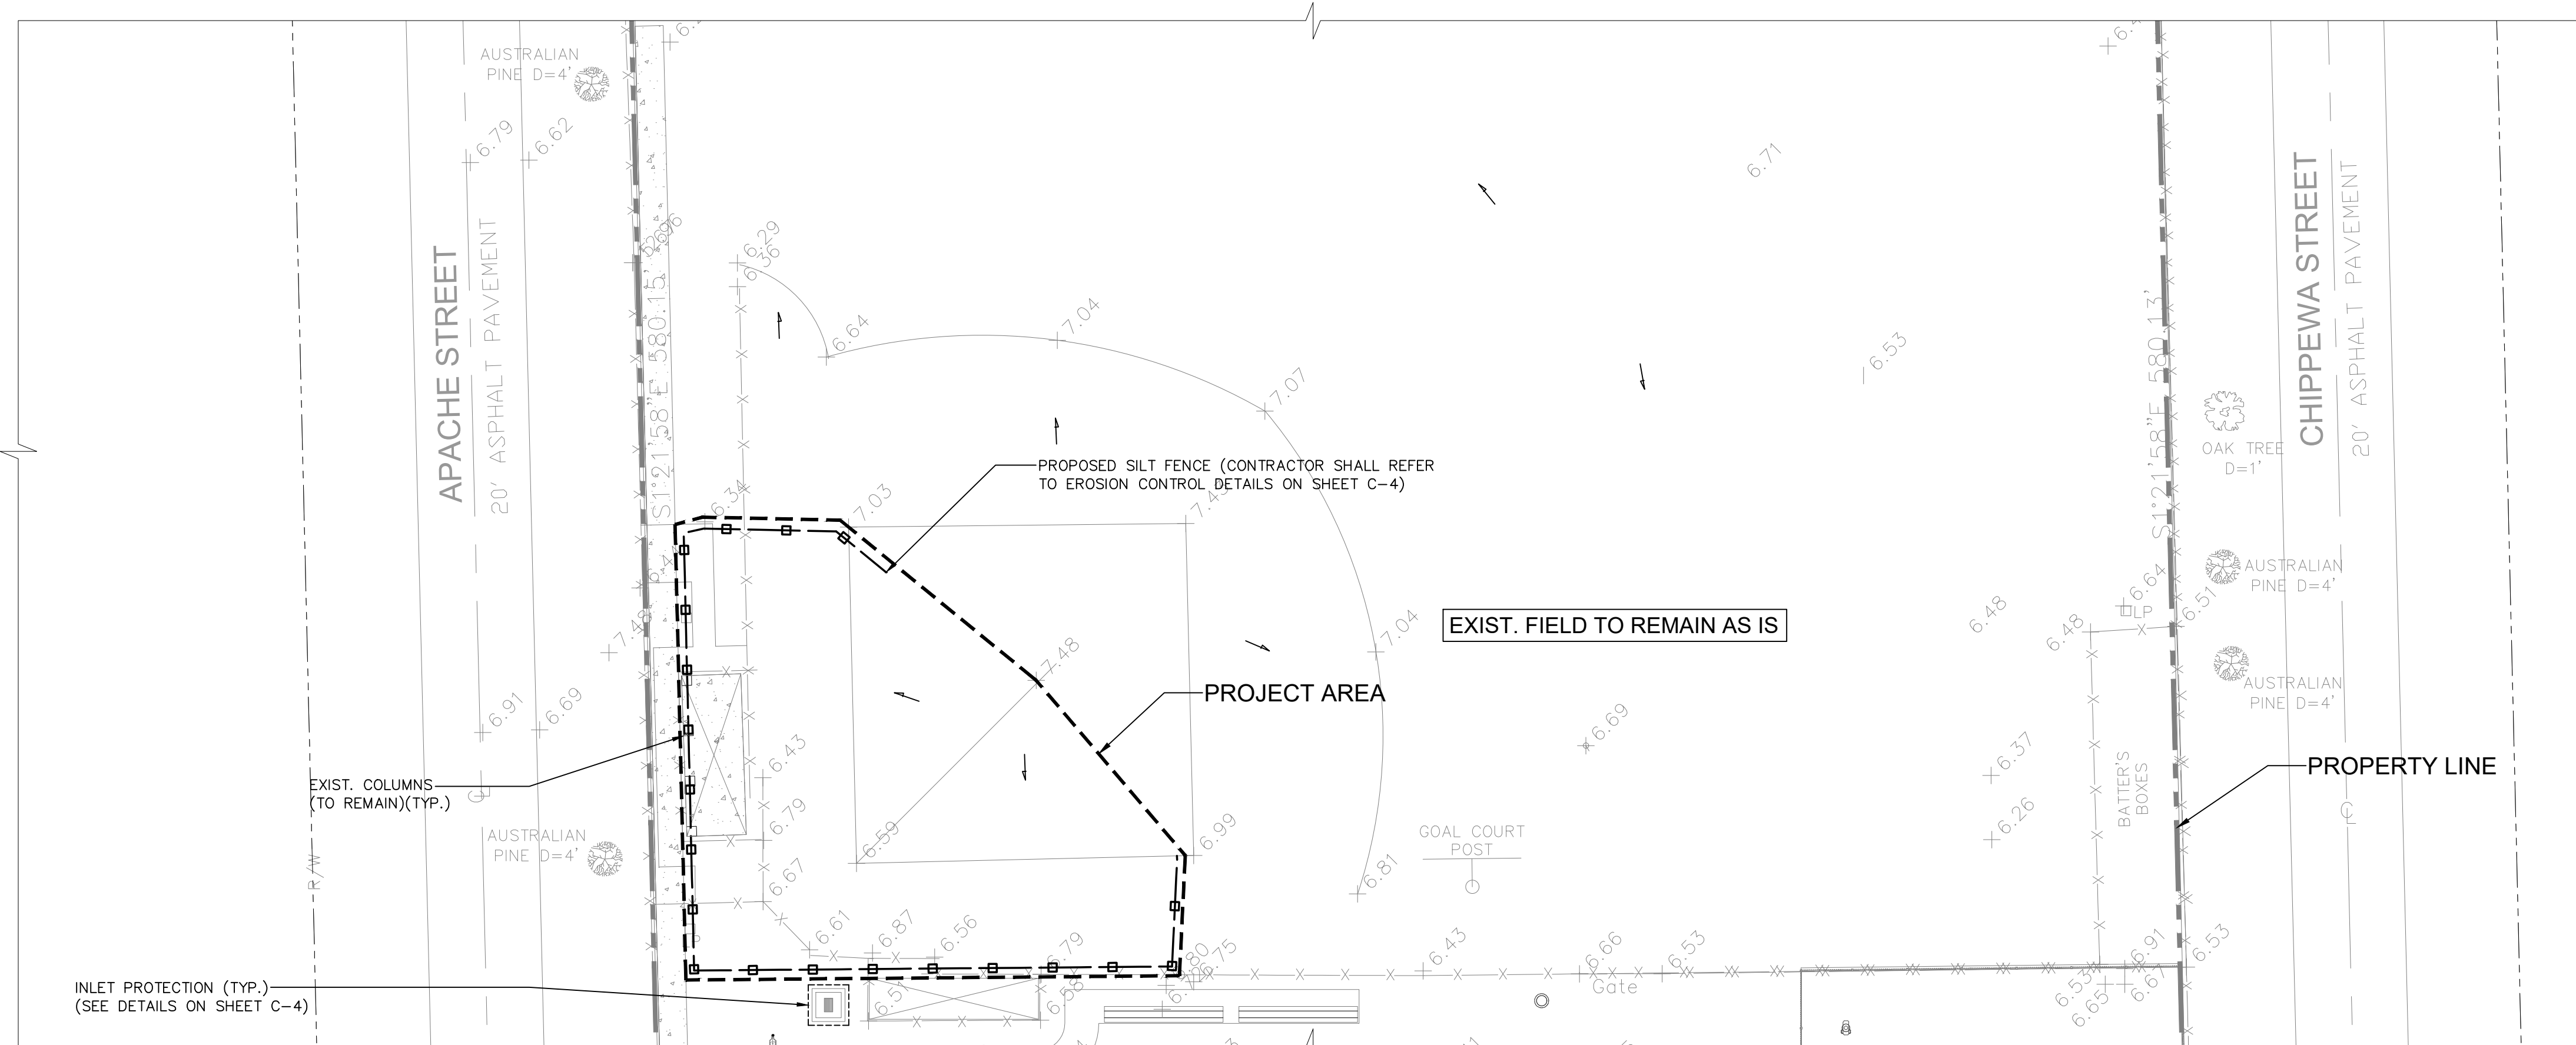 AUSTRALIAN
PINE D=4'
6.79
6.62
6.71
APACHE STREET
20' ASPHALT PAVEMENT
S1°21'58"E 580.15'
6.29
6.36
6.64
7.04
7.07
6.53
CHIPPEWA STREET
20' ASPHALT PAVEMENT
S1°21'58"E 580.13'
OAK TREE
D=1'
PROPOSED SILT FENCE (CONTRACTOR SHALL REFER
TO EROSION CONTROL DETAILS ON SHEET C-4)
6.34
7.03
AUSTRALIAN
PINE D=4'
7.48
7.48
7.04
EXIST. FIELD TO REMAIN AS IS
6.48
6.48
6.64
LP
6.51
AUSTRALIAN
PINE D=4'
PROJECT AREA
6.91
6.69
6.69
6.43
6.37
PROPERTY LINE
EXIST. COLUMNS
(TO REMAIN)(TYP.)
BATTER'S
BOXES
6.79
6.59
6.99
6.26
AUSTRALIAN
PINE D=4'
GOAL COURT
POST
R/W
6.67
6.81
6.61
6.87
6.56
6.79
6.75
6.43
6.66
6.53
6.91
6.53
INLET PROTECTION (TYP.)
(SEE DETAILS ON SHEET C-4)
6.51
6.58
Gate
6.53
6.65
6.67